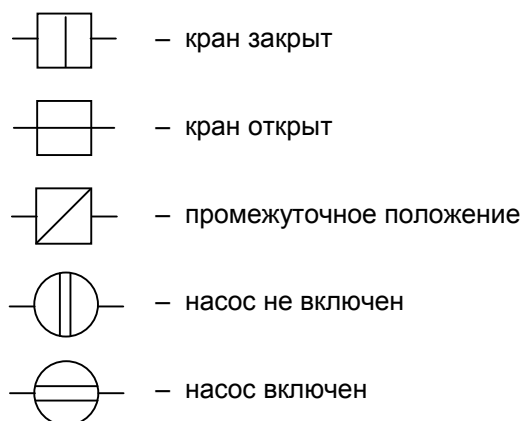 – кран закрыт
– кран открыт
– промежуточное положение
– насос не включен
– насос включен